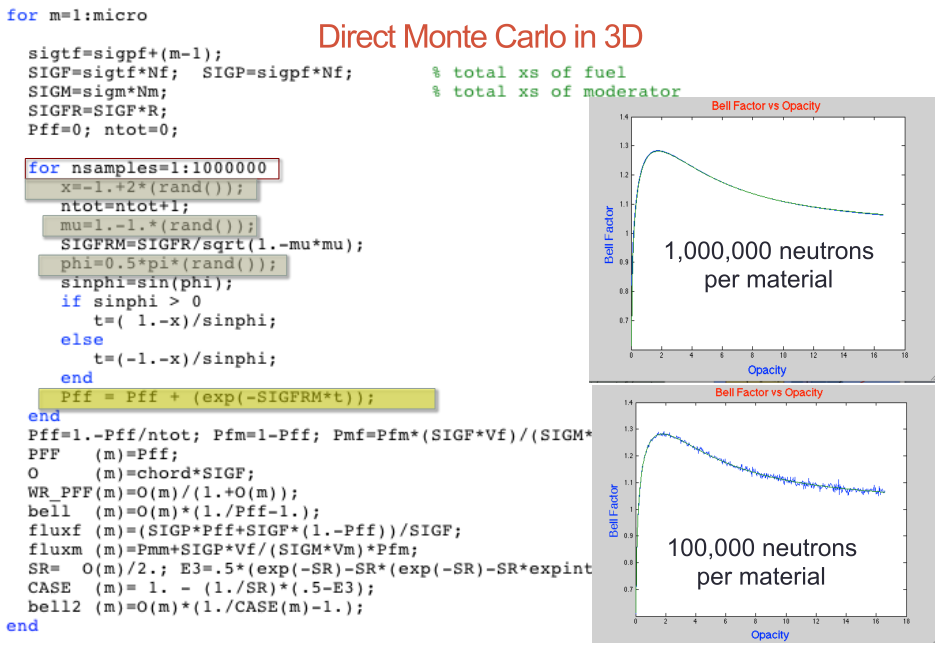 Direct Monte Carlo in 3D
for m=1:micro
sigtf=sigpf+(m-1);
SIGF=sigtf*Nf; SIGP=sigpf*Nf; % total xs of fuel
SIGM=sigm*Nm; % total xs of moderator
SIGFR=SIGF*R;
Pff=0; ntot=0;
for nsamples=1:1000000
x=-1.+2*(rand());
ntot=ntot+1;
mu=1.-1.*(rand());
SIGFRM=SIGFR/sqrt(1.-mu*mu);
phi=0.5*pi*(rand());
sinphi=sin(phi);
if sinphi > 0
t=( 1.-x)/sinphi;
else
t=(-1.-x)/sinphi;
end
Pff = Pff + (exp(-SIGFRM*t));
end
Pff=1.-Pff/ntot; Pfm=1-Pff; Pmf=Pfm*(SIGF*Vf)/(SIGM*
PFF (m)=Pff;
O (m)=chord*SIGF;
WR_PFF(m)=O(m)/(1.+O(m));
bell (m)=O(m)*(1./Pff-1.);
fluxf (m)=(SIGP*Pff+SIGF*(1.-Pff))/SIGF;
fluxm (m)=Pmm+SIGP*Vf/(SIGM*Vm)*Pfm;
SR= O(m)/2.; E3=.5*(exp(-SR)-SR*(exp(-SR)-SR*expint
CASE (m)= 1. - (1./SR)*(.5-E3);
bell2 (m)=O(m)*(1./CASE(m)-1.);
end
Bell Factor vs Opacity
1.4
1.3
1.2
1.1
1
0.9
0.8
0.7
Bell Factor
1,000,000 neutrons
per material
0 2 4 6 8 10 12 14 16 18
Opacity
Bell Factor vs Opacity
1.4
1.3
1.2
1.1
1
0.9
0.8
0.7
Bell Factor
100,000 neutrons
per material
0 2 4 6 8 10 12 14 16 18
Opacity